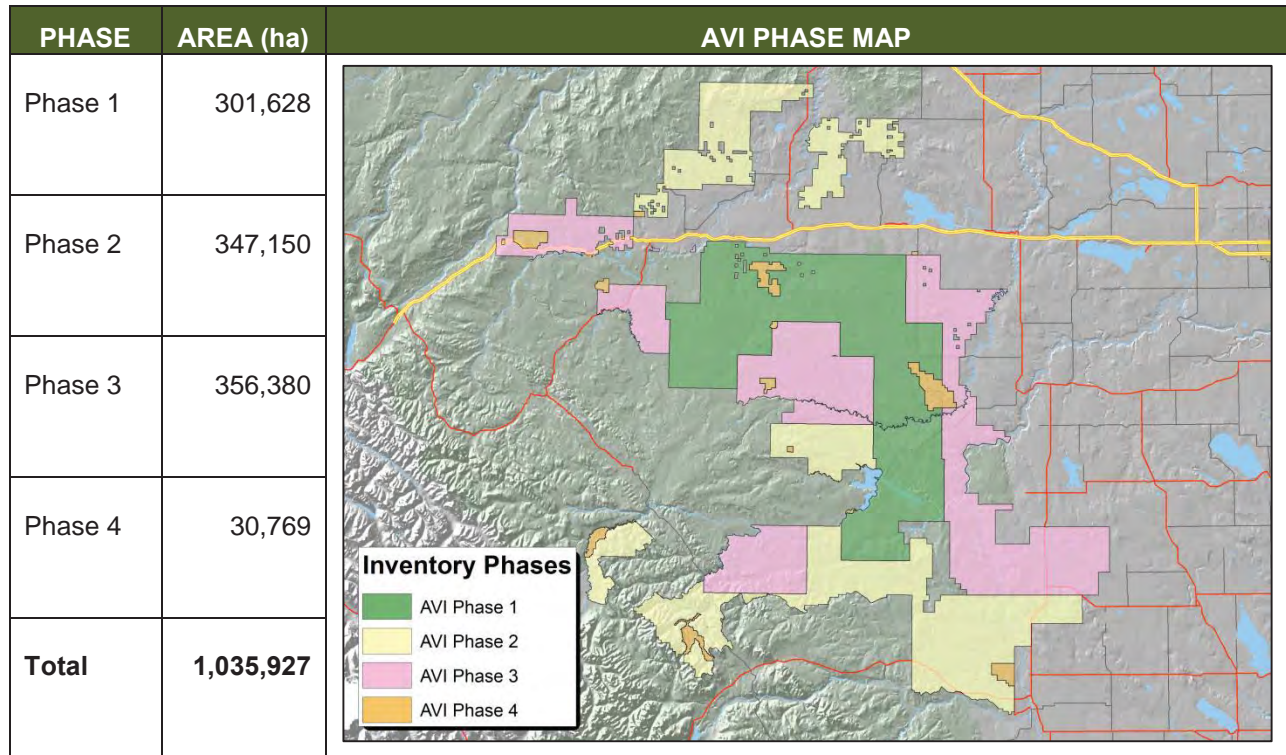 PHASE AREA (ha) AVI PHASE MAP
Phase 1 301,628
Phase 2 347,150
Phase 3 356,380
Phase 4 30,769
Total 1,035,927
Inventory Phases
AVI Phase 1
AVI Phase 2
AVI Phase 3
AVI Phase 4